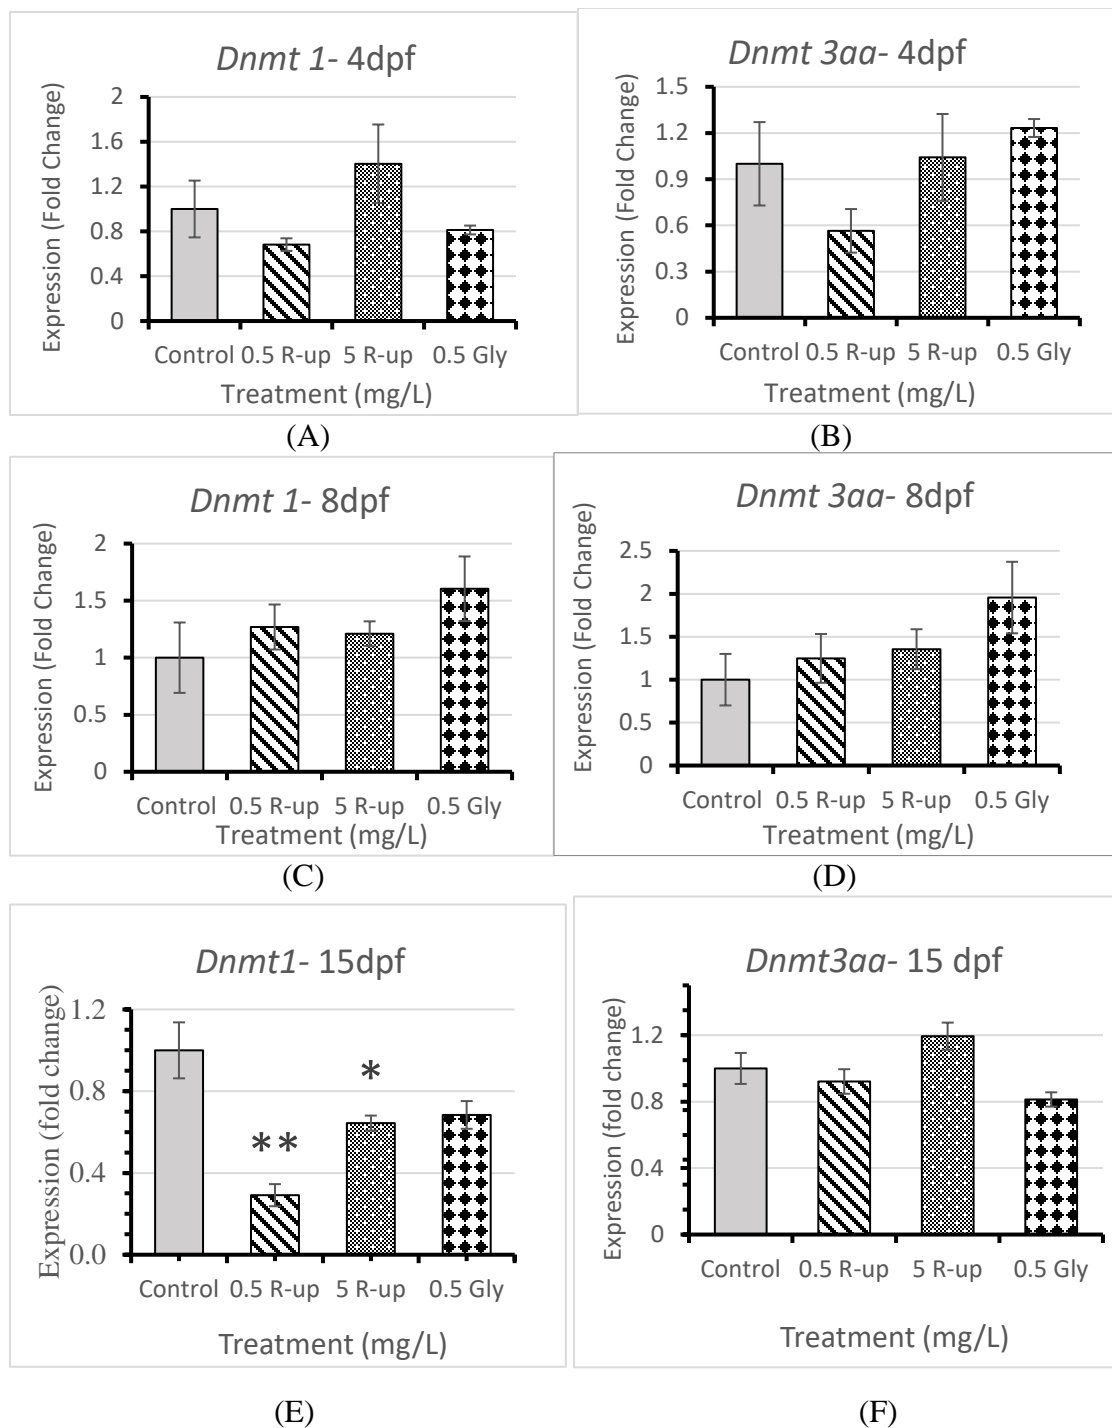 Dnmt 1- 4dpf
Expression (Fold Change)
2
1.6
1.2
0.8
0.4
0
Control 0.5 R-up 5 R-up 0.5 Gly
Treatment (mg/L)
(A)
Dnmt 3aa- 4dpf
Expression (Fold Change)
1.5
1.2
0.9
0.6
0.3
0
Control 0.5 R-up 5 R-up 0.5 Gly
Treatment (mg/L)
(B)
Dnmt 1- 8dpf
Expression (Fold Change)
2
1.5
1
0.5
0
Control 0.5 R-up 5 R-up 0.5 Gly
Treatment (mg/L)
(C)
Dnmt 3aa- 8dpf
Expression (Fold Change)
2.5
2
1.5
1
0.5
0
Control 0.5 R-up 5 R-up 0.5 Gly
Treatment (mg/L)
(D)
Dnmt1- 15dpf
Expression (fold change)
1.2
0.8
0.4
0.0
**
*
Control 0.5 R-up 5 R-up 0.5 Gly
Treatment (mg/L)
(E)
Dnmt3aa- 15 dpf
Expression (fold change)
1.2
0.8
0.4
0
Control 0.5 R-up 5 R-up 0.5 Gly
Treatment (mg/L)
(F)